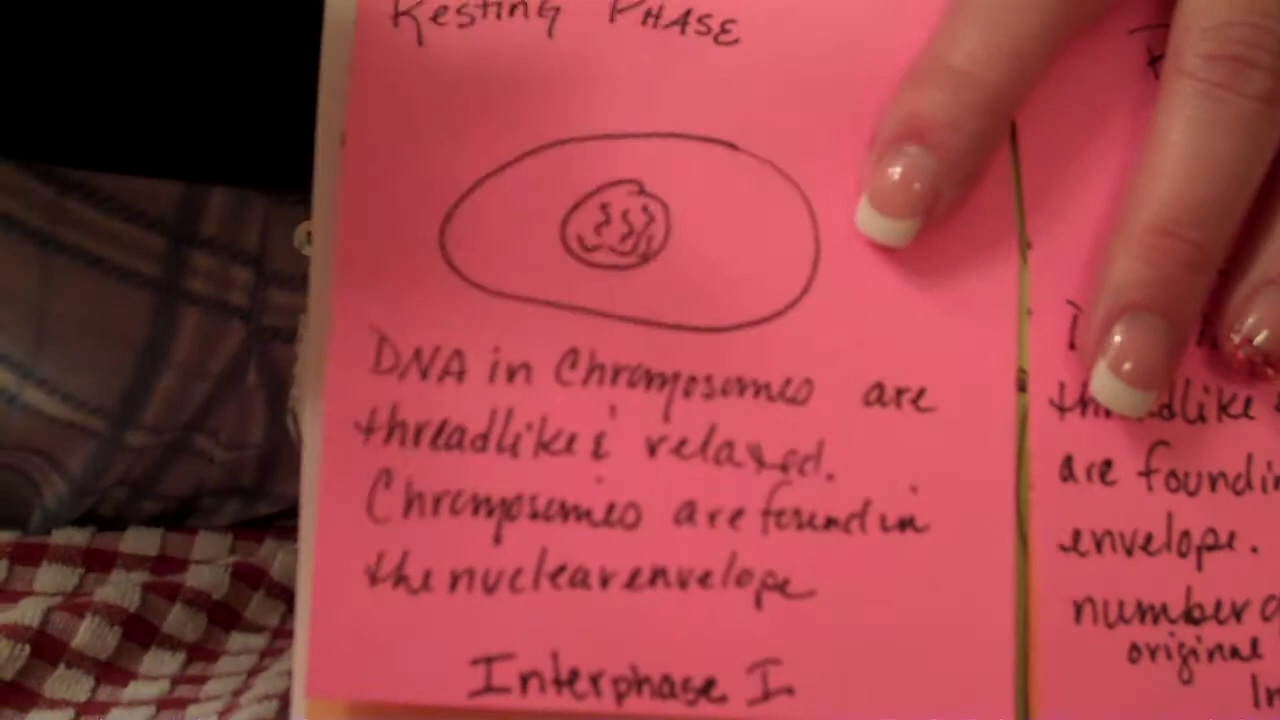 Resting PHASE
DNA in Chromosomes are
threadlike & relaxed.
Chromosomes are found in
the nuclear envelope
Interphase I
are found in
envelope.
number
original